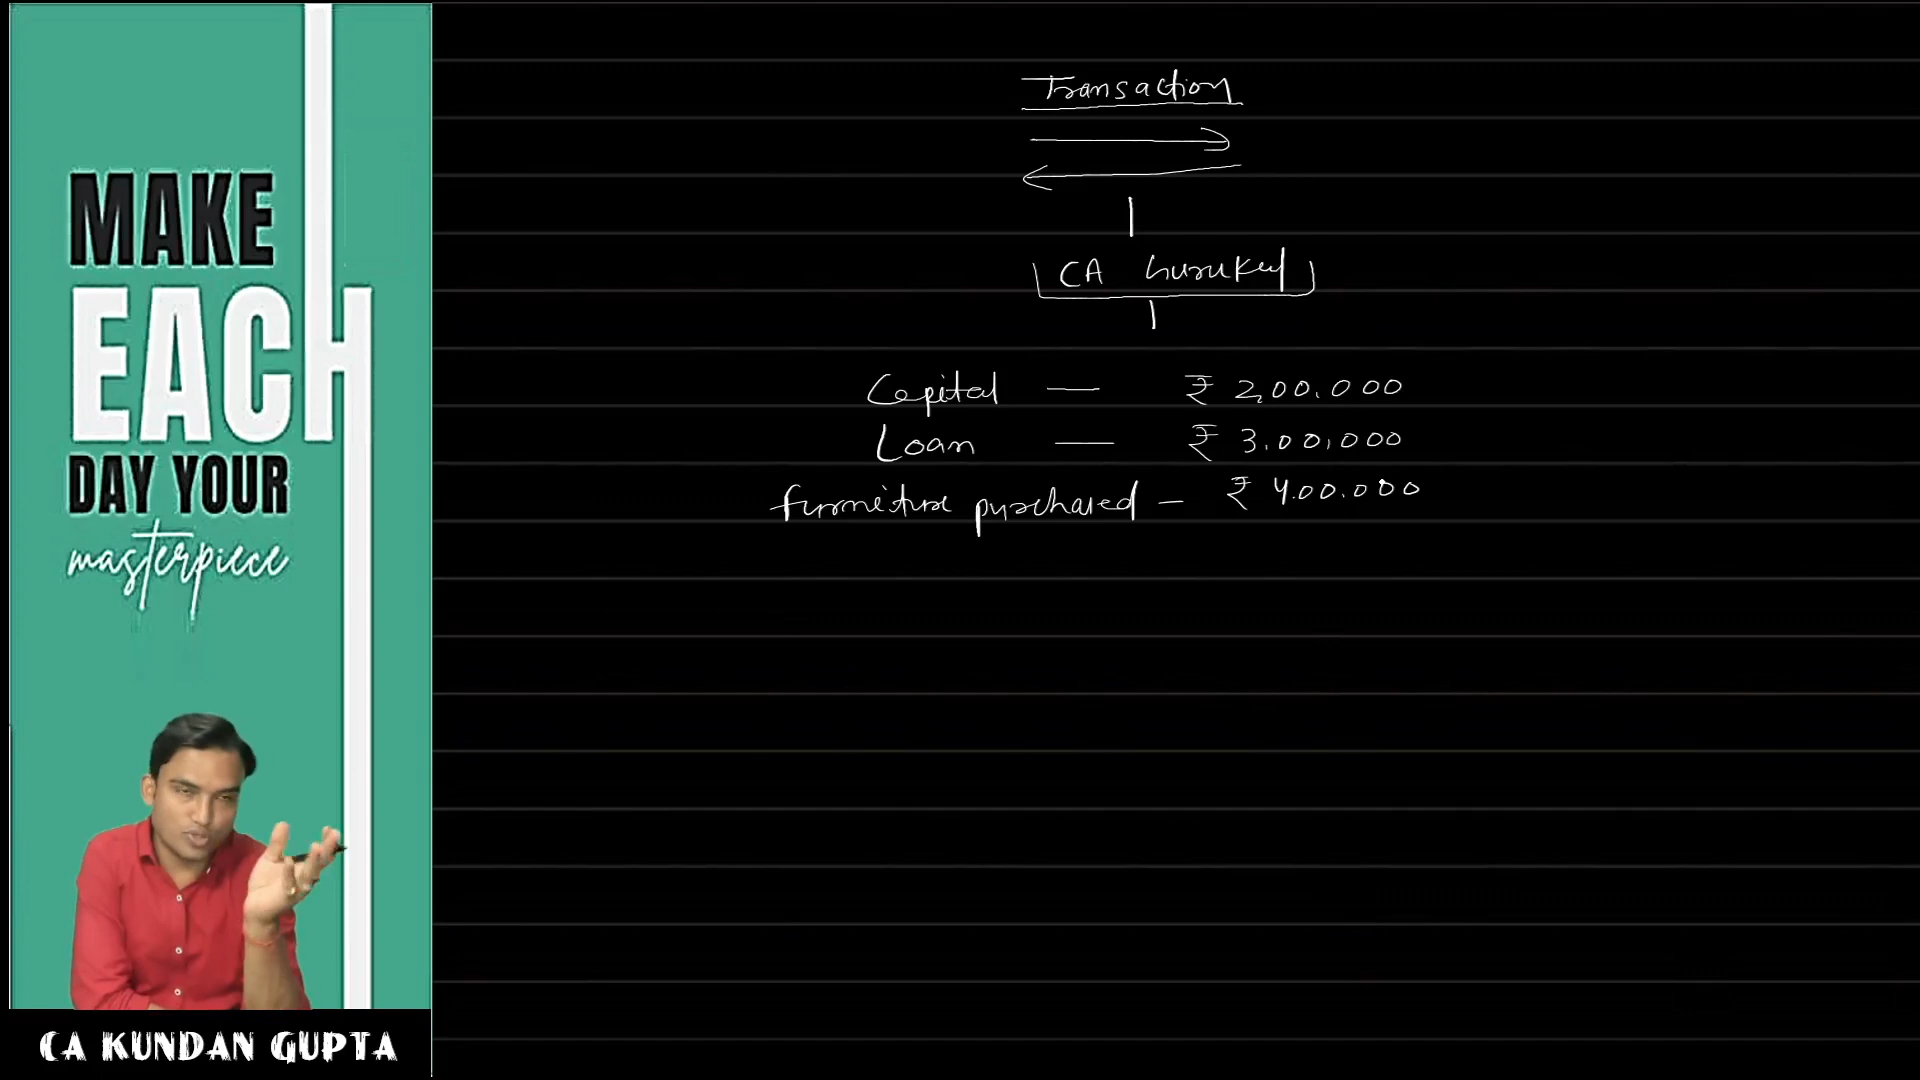 MAKE
EACH
DAY YOUR
masterpiece
CA KUNDAN GUPTA
Transaction
CA Gurukul
Capital — ₹ 2,00,000
Loan — ₹ 3,00,000
furniture purchased — ₹ 4,00,000